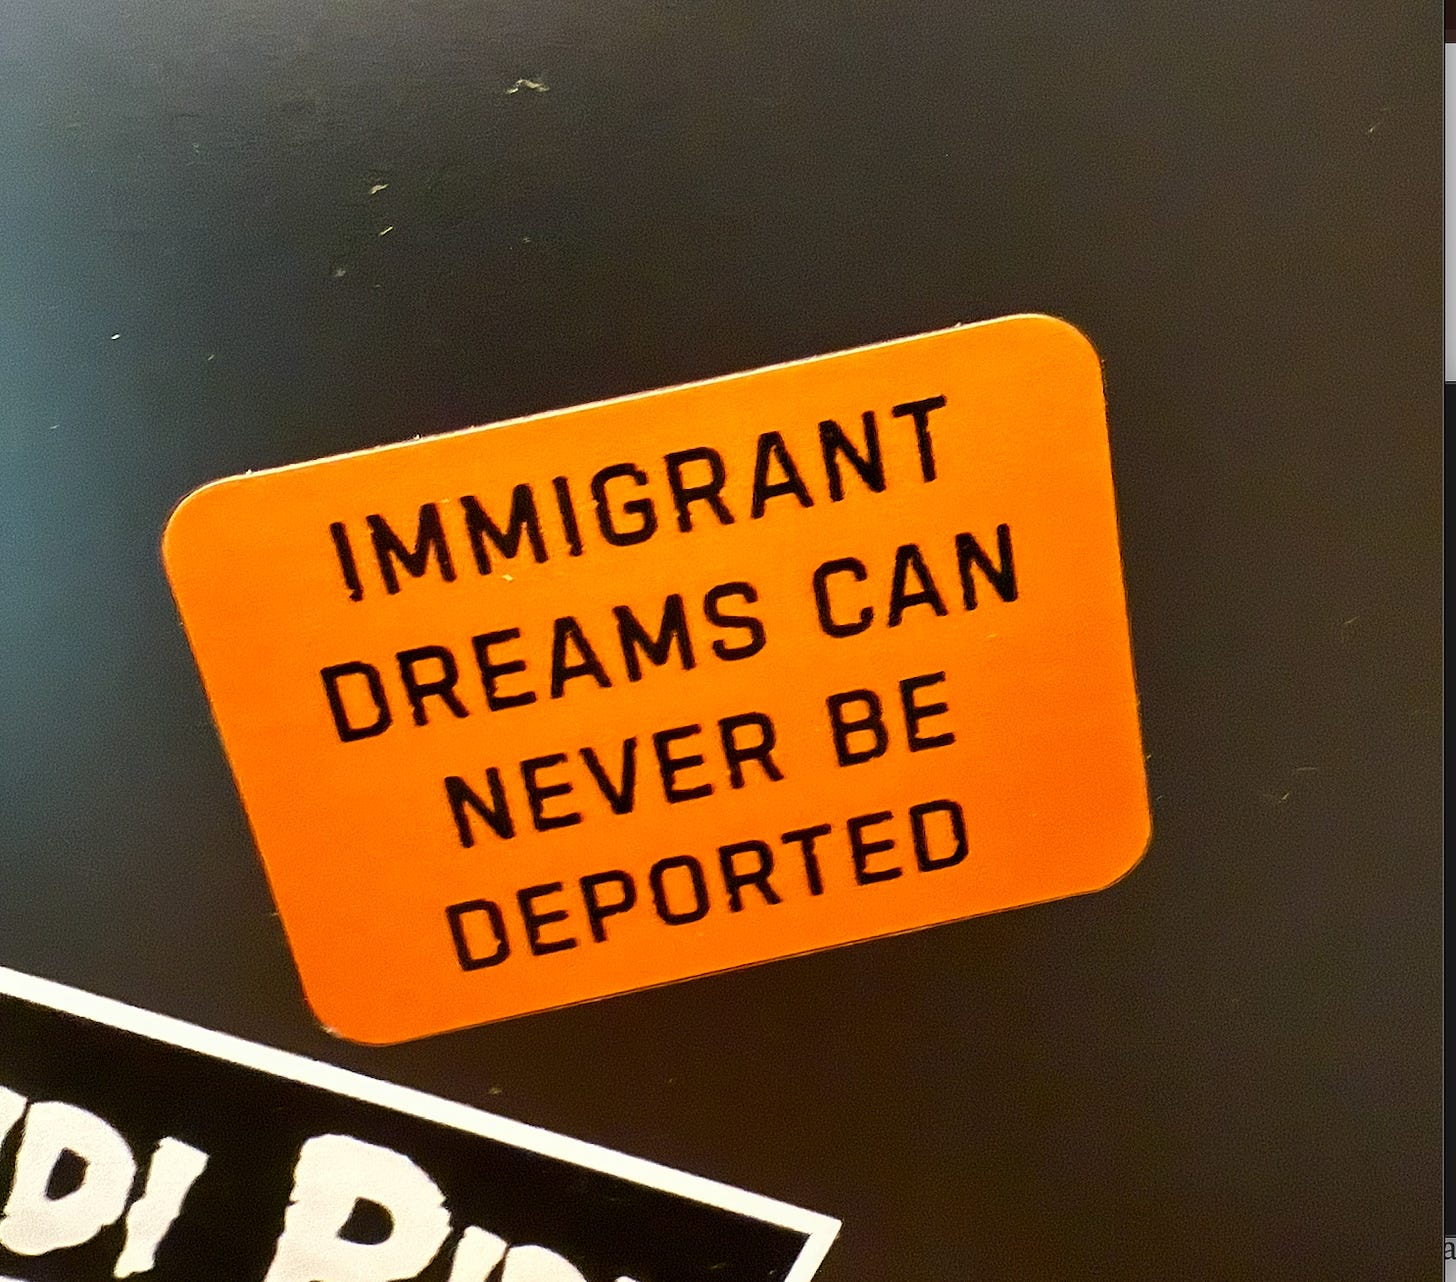 IMMIGRANT
DREAMS CAN
NEVER BE
DEPORTED